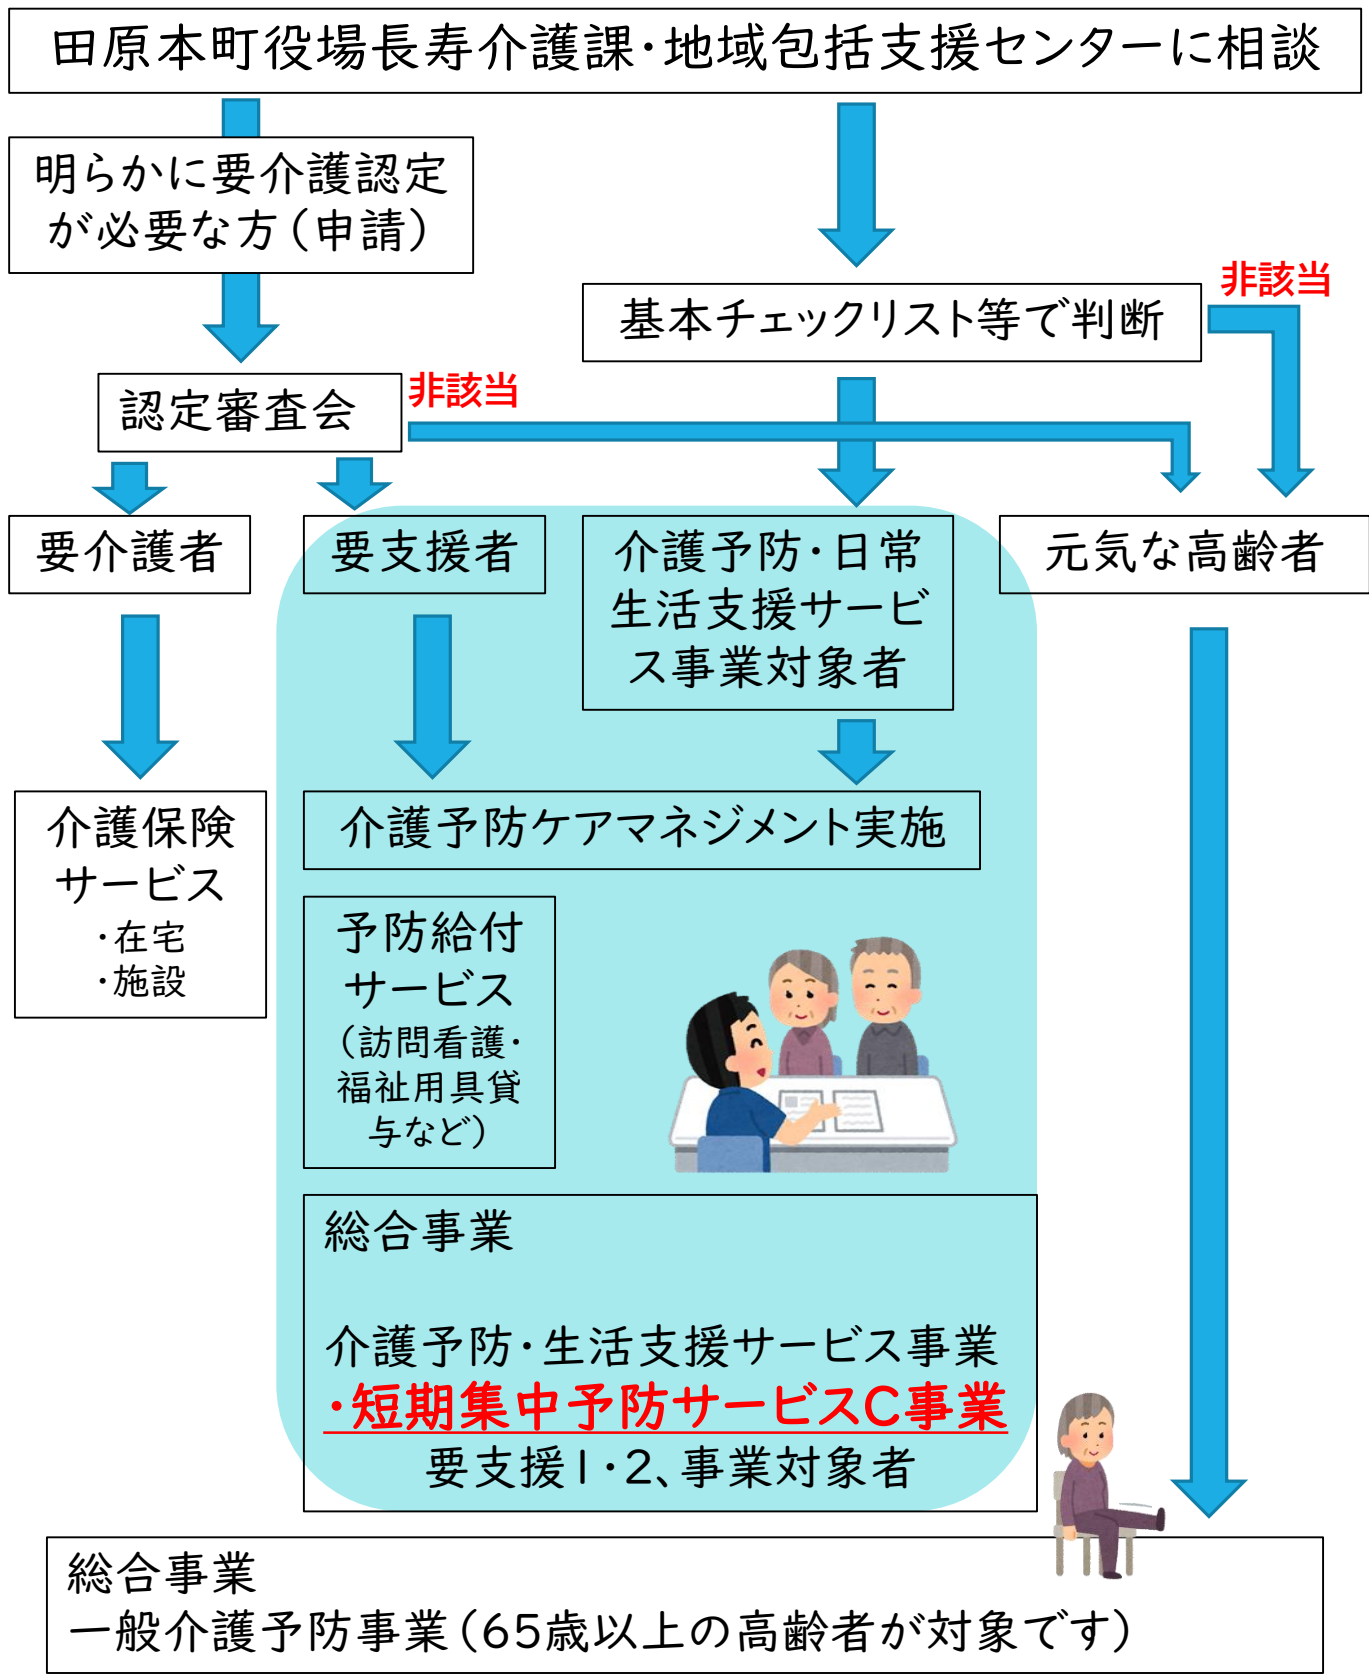 田原本町役場長寿介護課・地域包括支援センターに相談
明らかに要介護認定
が必要な方（申請）
基本チェックリスト等で判断
非該当
認定審査会
非該当
要介護者
要支援者
介護予防・日常
生活支援サービ
ス事業対象者
元気な高齢者
介護保険
サービス
・在宅
・施設
介護予防ケアマネジメント実施
予防給付
サービス
（訪問看護・
福祉用具貸
与など）
総合事業
介護予防・生活支援サービス事業
・短期集中予防サービスC事業
要支援1・2、事業対象者
総合事業
一般介護予防事業（65歳以上の高齢者が対象です）